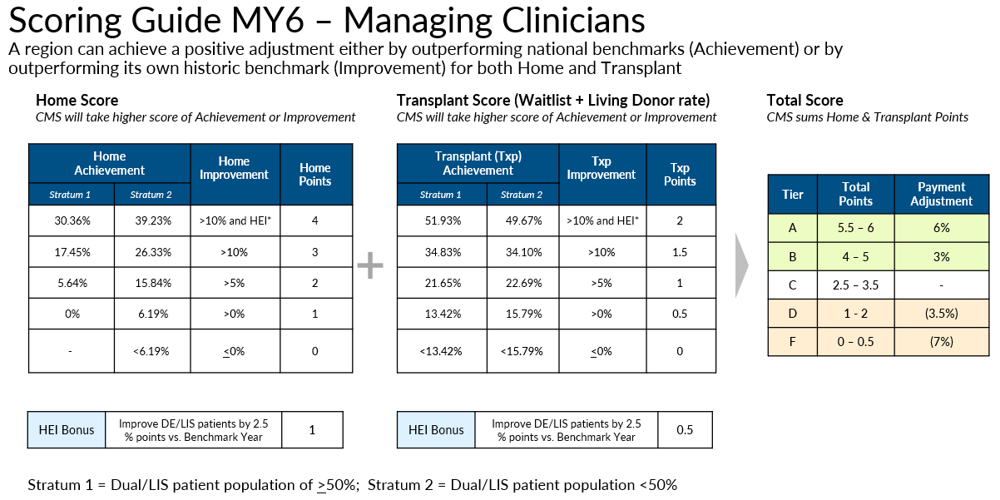 Scoring Guide MY6 – Managing Clinicians
A region can achieve a positive adjustment either by outperforming national benchmarks (Achievement) or by
outperforming its own historic benchmark (Improvement) for both Home and Transplant
Home Score
CMS will take higher score of Achievement or Improvement
Home
Achievement
Home
Improvement
Home
Points
Stratum 1
Stratum 2
30.36%
39.23%
>10% and HEI*
4
17.45%
26.33%
>10%
3
5.64%
15.84%
>5%
2
0%
6.19%
>0%
1
-
<6.19%
≤0%
0
HEI Bonus
Improve DE/LIS patients by 2.5
% points vs. Benchmark Year
1
+
Transplant Score (Waitlist + Living Donor rate)
CMS will take higher score of Achievement or Improvement
Transplant (Txp)
Achievement
Txp
Improvement
Txp
Points
Stratum 1
Stratum 2
51.93%
49.67%
>10% and HEI*
2
34.83%
34.10%
>10%
1.5
21.65%
22.69%
>5%
1
13.42%
15.79%
>0%
0.5
<13.42%
<15.79%
≤0%
0
HEI Bonus
Improve DE/LIS patients by 2.5
% points vs. Benchmark Year
0.5
Total Score
CMS sums Home & Transplant Points
Tier
Total
Points
Payment
Adjustment
A
5.5 – 6
6%
B
4 – 5
3%
C
2.5 – 3.5
-
D
1 - 2
(3.5%)
F
0 – 0.5
(7%)
Stratum 1 = Dual/LIS patient population of ≥50%;  Stratum 2 = Dual/LIS patient population <50%